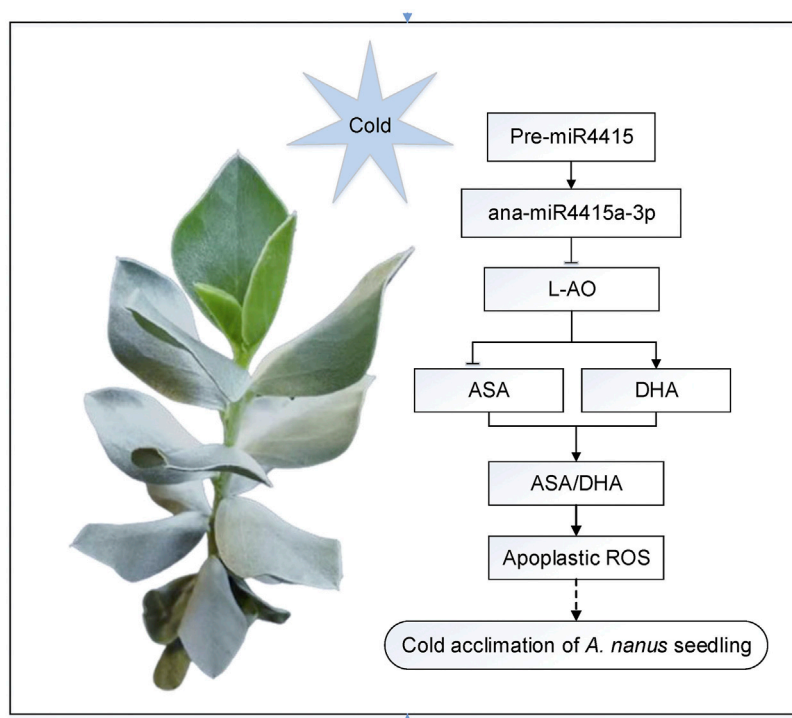 Cold
Pre-miR4415
ana-miR4415a-3p
L-AO
ASA
DHA
ASA/DHA
Apoplastic ROS
Cold acclimation of A. nanus seedling